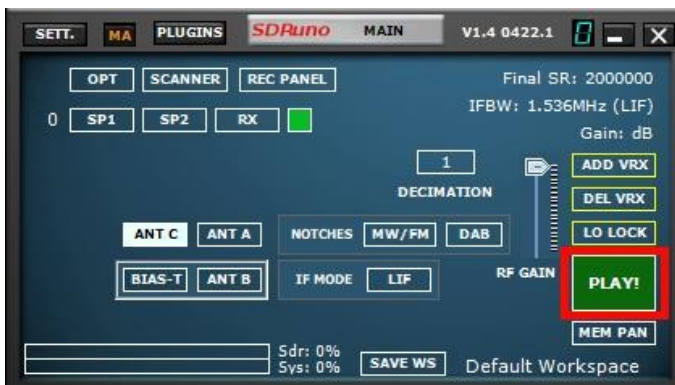 SETT. MA PLUGINS SDRuno MAIN V1.4 0422.1 8
OPT SCANNER REC PANEL Final SR: 2000000
IFBW: 1.536MHz (LIF)
0 SP1 SP2 RX
Gain: dB
1 ADD VRX
DECIMATION DEL VRX
ANT C ANT A NOTCHES MW/FM DAB LO LOCK
BIAS-T ANT B IF MODE LIF RF GAIN PLAY!
MEM PAN
Sdr: 0%
Sys: 0% SAVE WS Default Workspace